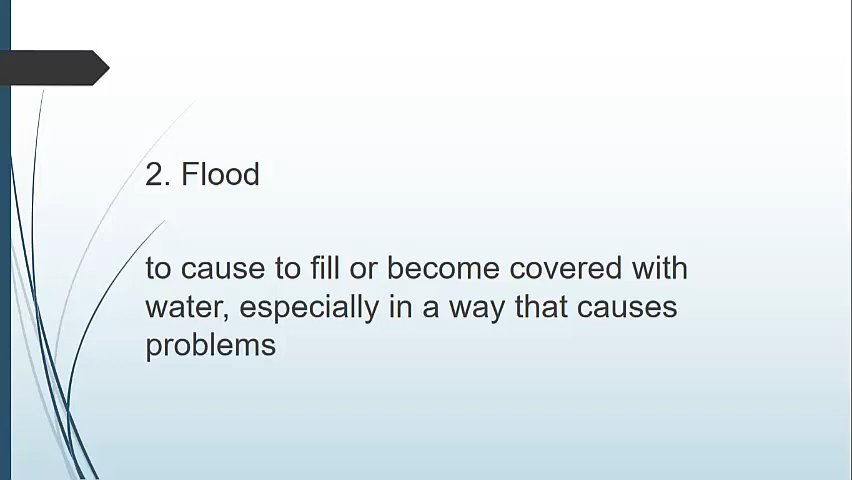 2. Flood
to cause to fill or become covered with
water, especially in a way that causes
problems